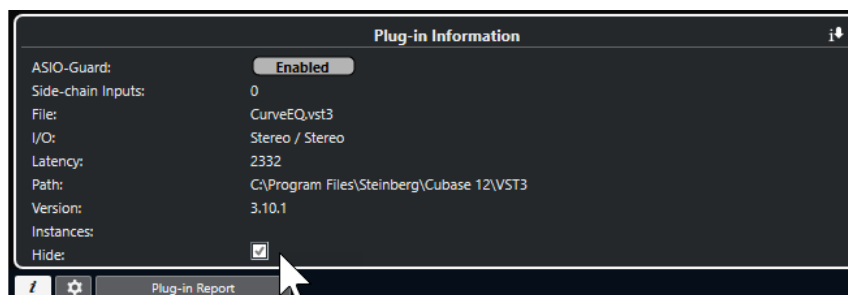 Plug-in Information
ASIO-Guard: Enabled
Side-chain Inputs: 0
File: CurveEQ.vst3
I/O: Stereo / Stereo
Latency: 2332
Path: C:\Program Files\Steinberg\Cubase 12\VST3
Version: 3.10.1
Instances:
Hide:
i Plug-in Report